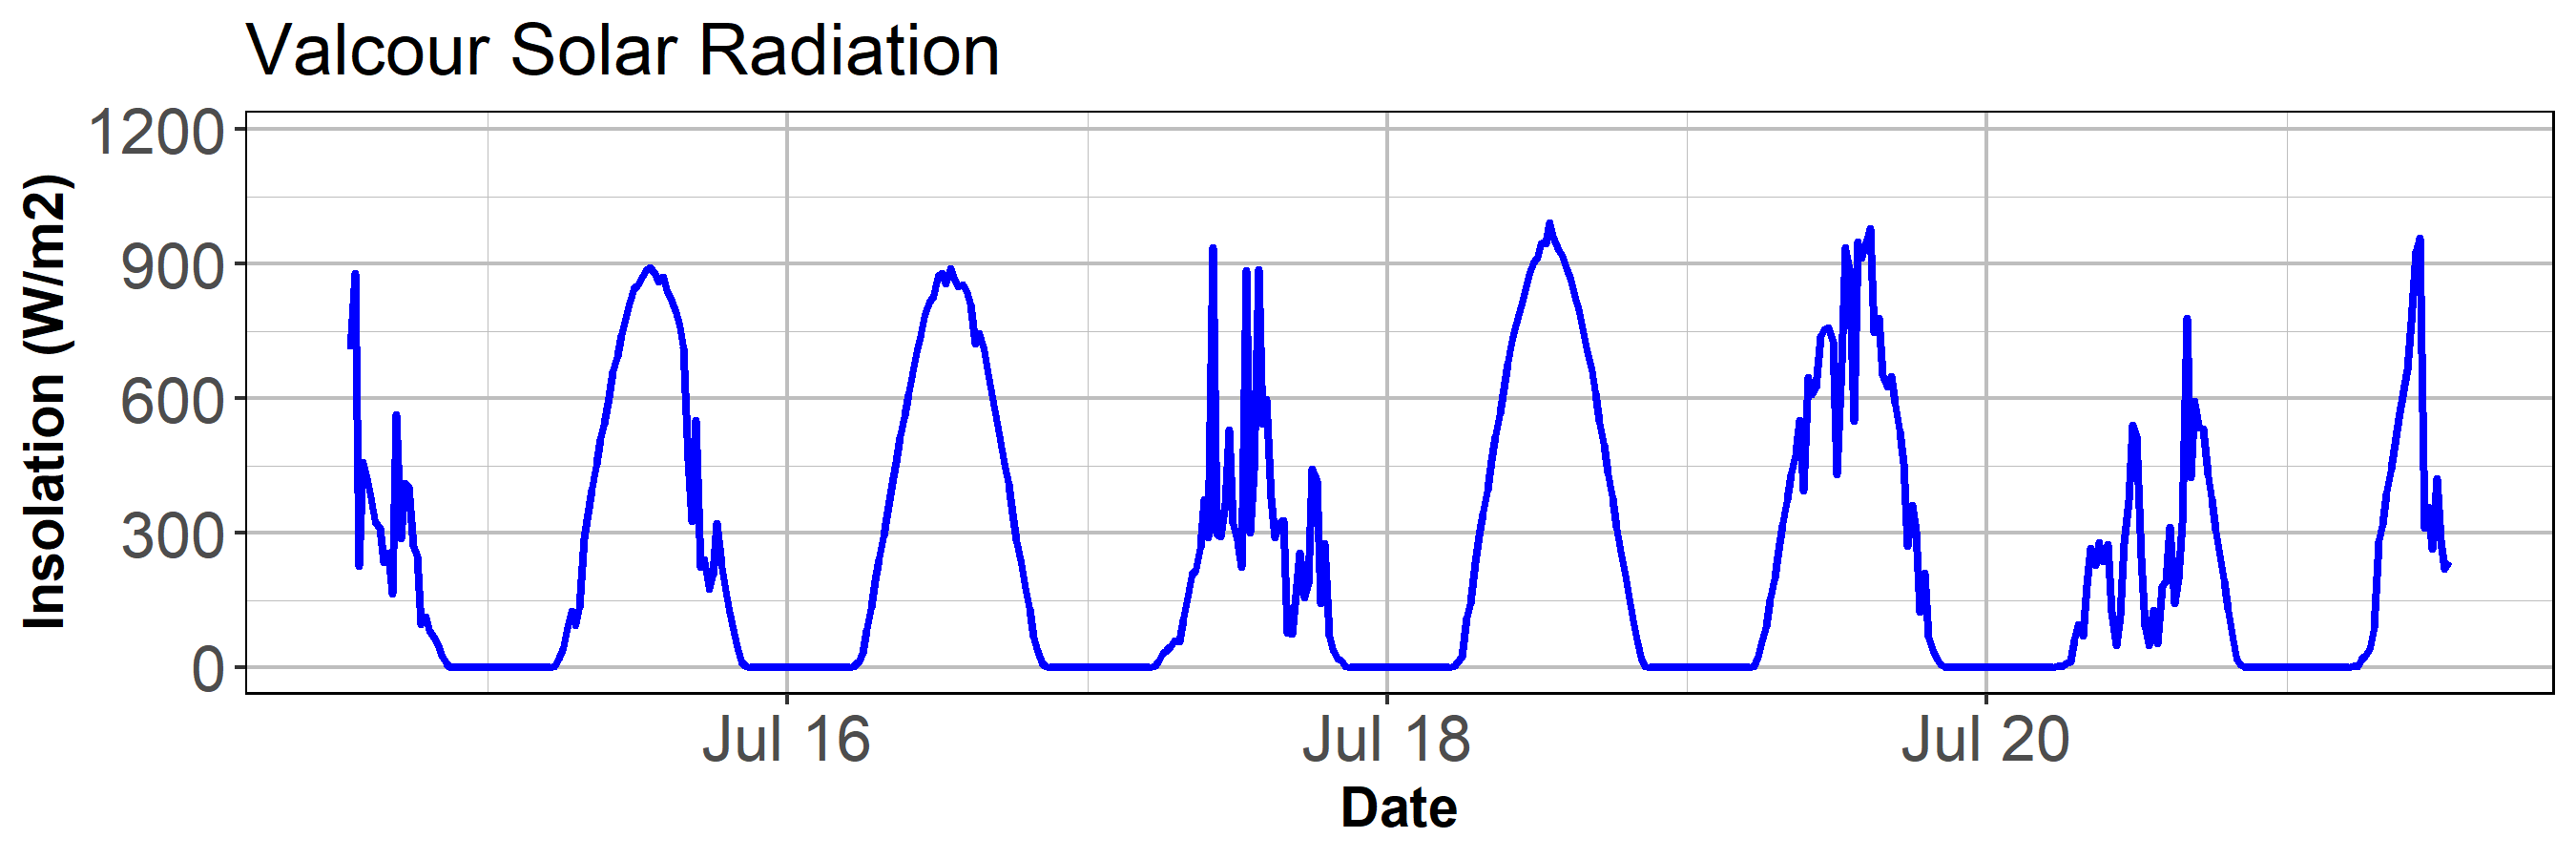 Valcour Solar Radiation
1200
900
600
300
0
Insolation (W/m2)
Jul 16 Jul 18 Jul 20
Date